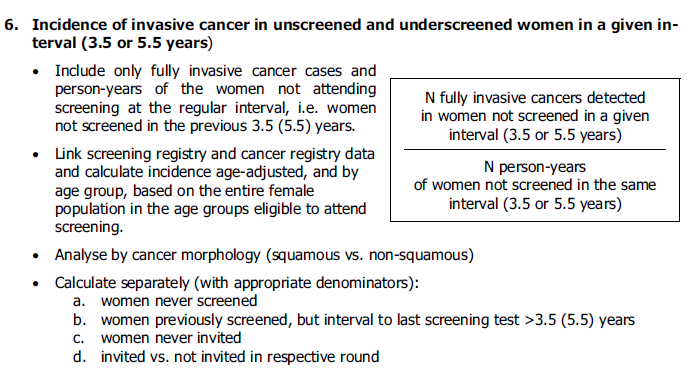 6. Incidence of invasive cancer in unscreened and underscreened women in a given in-
terval (3.5 or 5.5 years)
• Include only fully invasive cancer cases and
person-years of the women not attending
screening at the regular interval, i.e. women
not screened in the previous 3.5 (5.5) years.
• Link screening registry and cancer registry data
and calculate incidence age-adjusted, and by
age group, based on the entire female
population in the age groups eligible to attend
screening.
N fully invasive cancers detected
in women not screened in a given
interval (3.5 or 5.5 years)
N person-years
of women not screened in the same
interval (3.5 or 5.5 years)
• Analyse by cancer morphology (squamous vs. non-squamous)
• Calculate separately (with appropriate denominators):
a. women never screened
b. women previously screened, but interval to last screening test >3.5 (5.5) years
c. women never invited
d. invited vs. not invited in respective round